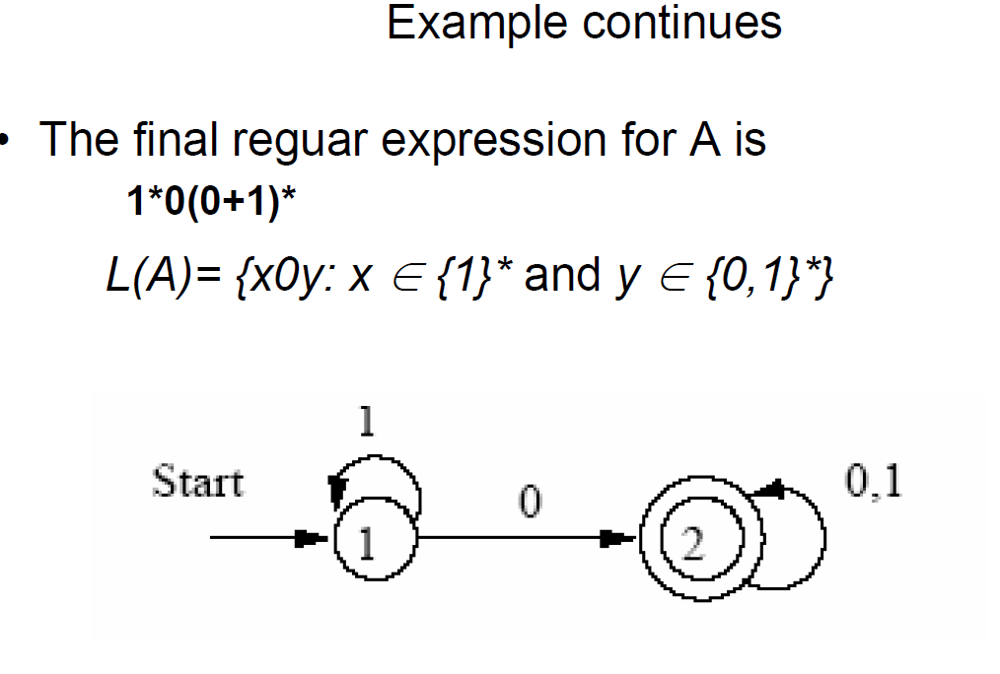 Example continues
• The final reguar expression for A is
1*0(0+1)*
L(A)= {x0y: x ∈ {1}* and y ∈ {0,1}*}
1
Start
0
0,1
1
2